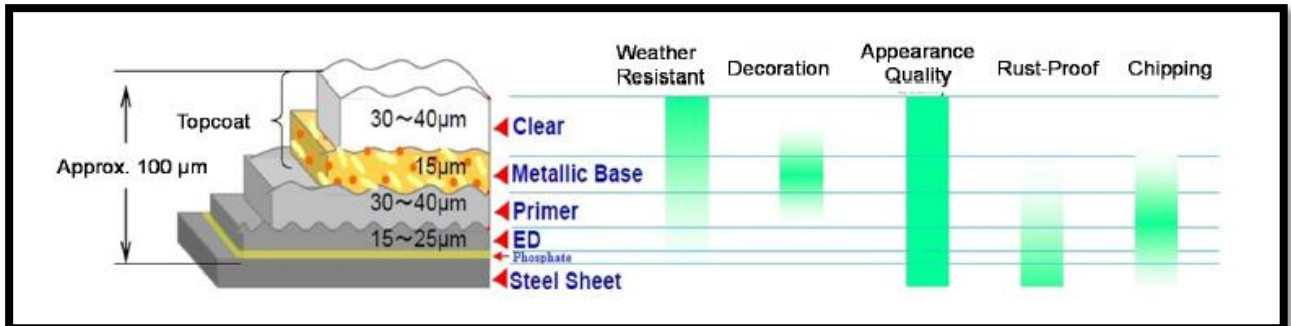 Weather
Resistant
Decoration
Appearance
Quality
Rust-Proof
Chipping
Topcoat
Approx. 100 μm
30～40μm
Clear
15μm
Metallic Base
30～40μm
Primer
15～25μm
ED
Phosphate
Steel Sheet